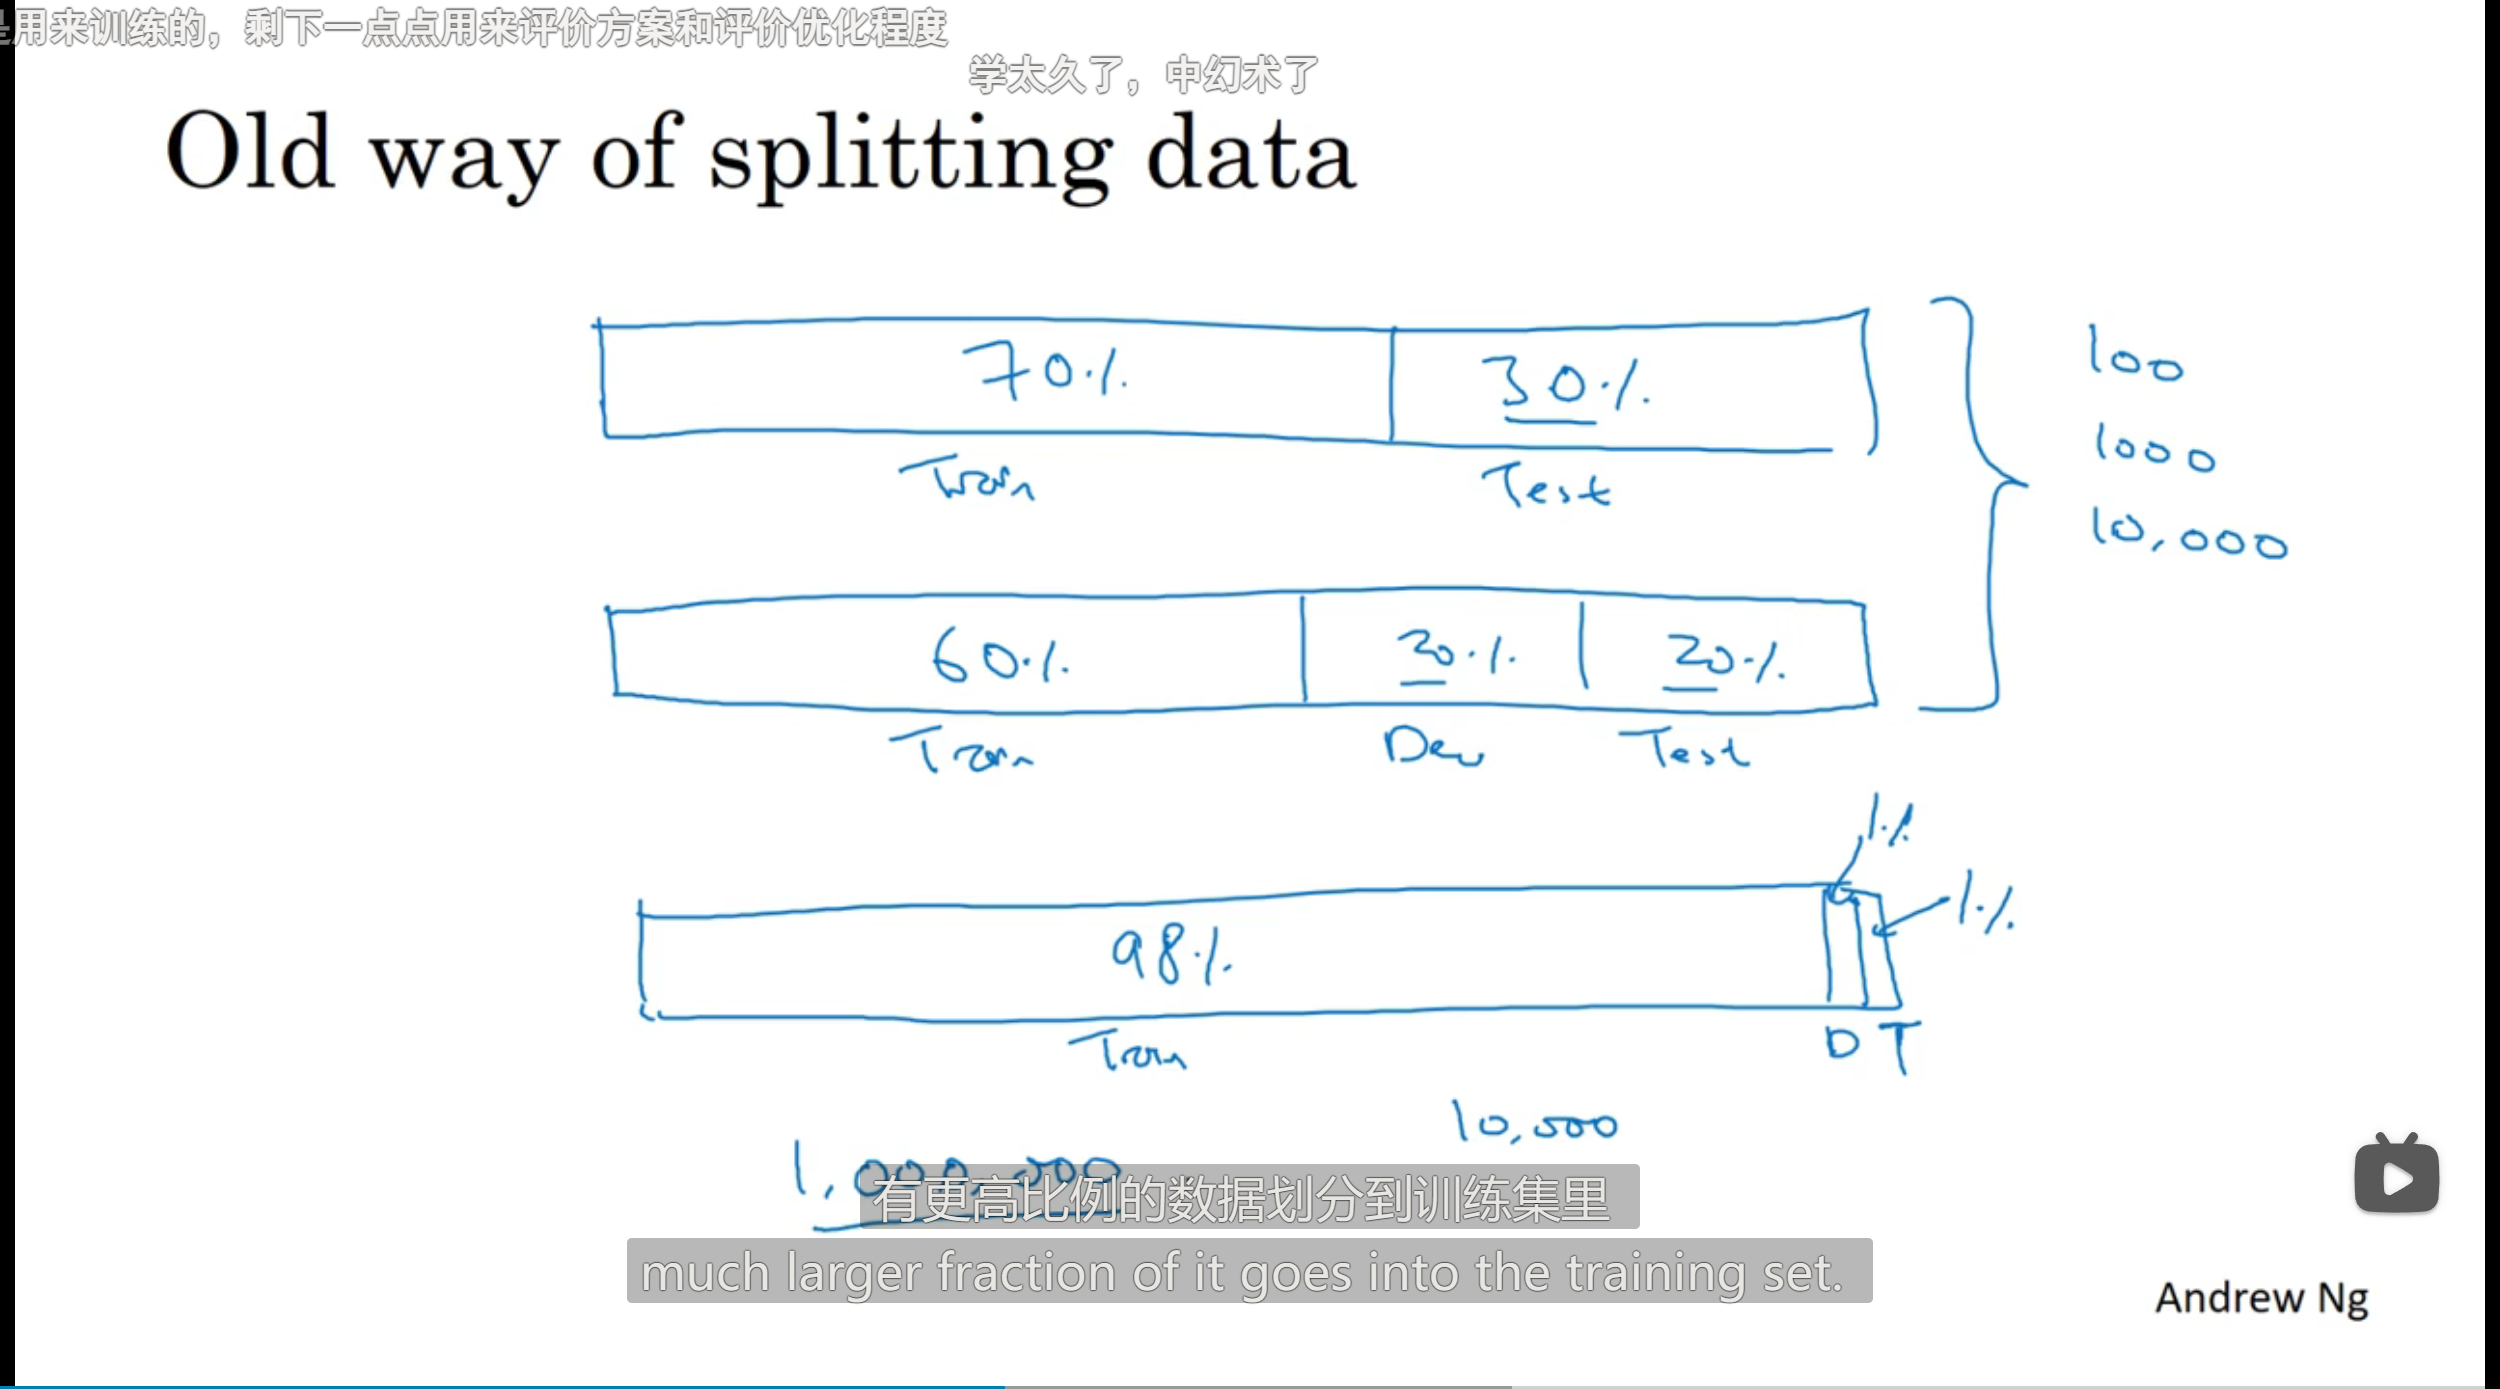 用来训练的，剩下一点点用来评价方案和评价优化程度
学太久了，中幻术了
Old way of splitting data
70% 30%
Train Test
100
1000
10,000
60% 20% 20%
Train Dev Test
1%
1%
98%
Train D T
10,000
1,000,000
有更高比例的数据划分到训练集里
much larger fraction of it goes into the training set.
Andrew Ng